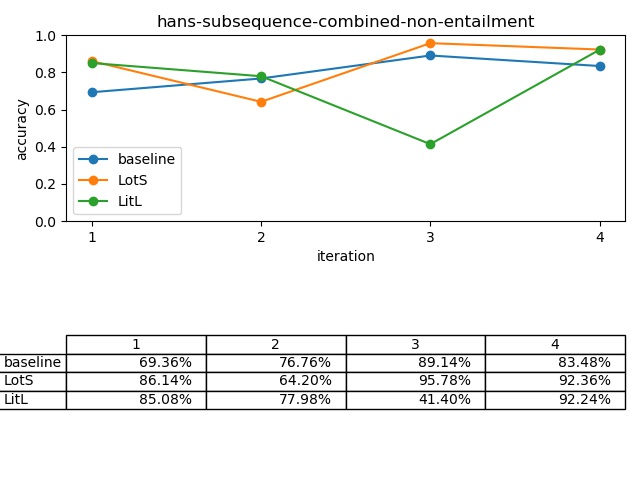 hans-subsequence-combined-non-entailment
accuracy
1.0
0.8
0.6
0.4
0.2
0.0
baseline
LotS
LitL
1 2 3 4
iteration
1 2 3 4
baseline 69.36% 76.76% 89.14% 83.48%
LotS 86.14% 64.20% 95.78% 92.36%
LitL 85.08% 77.98% 41.40% 92.24%